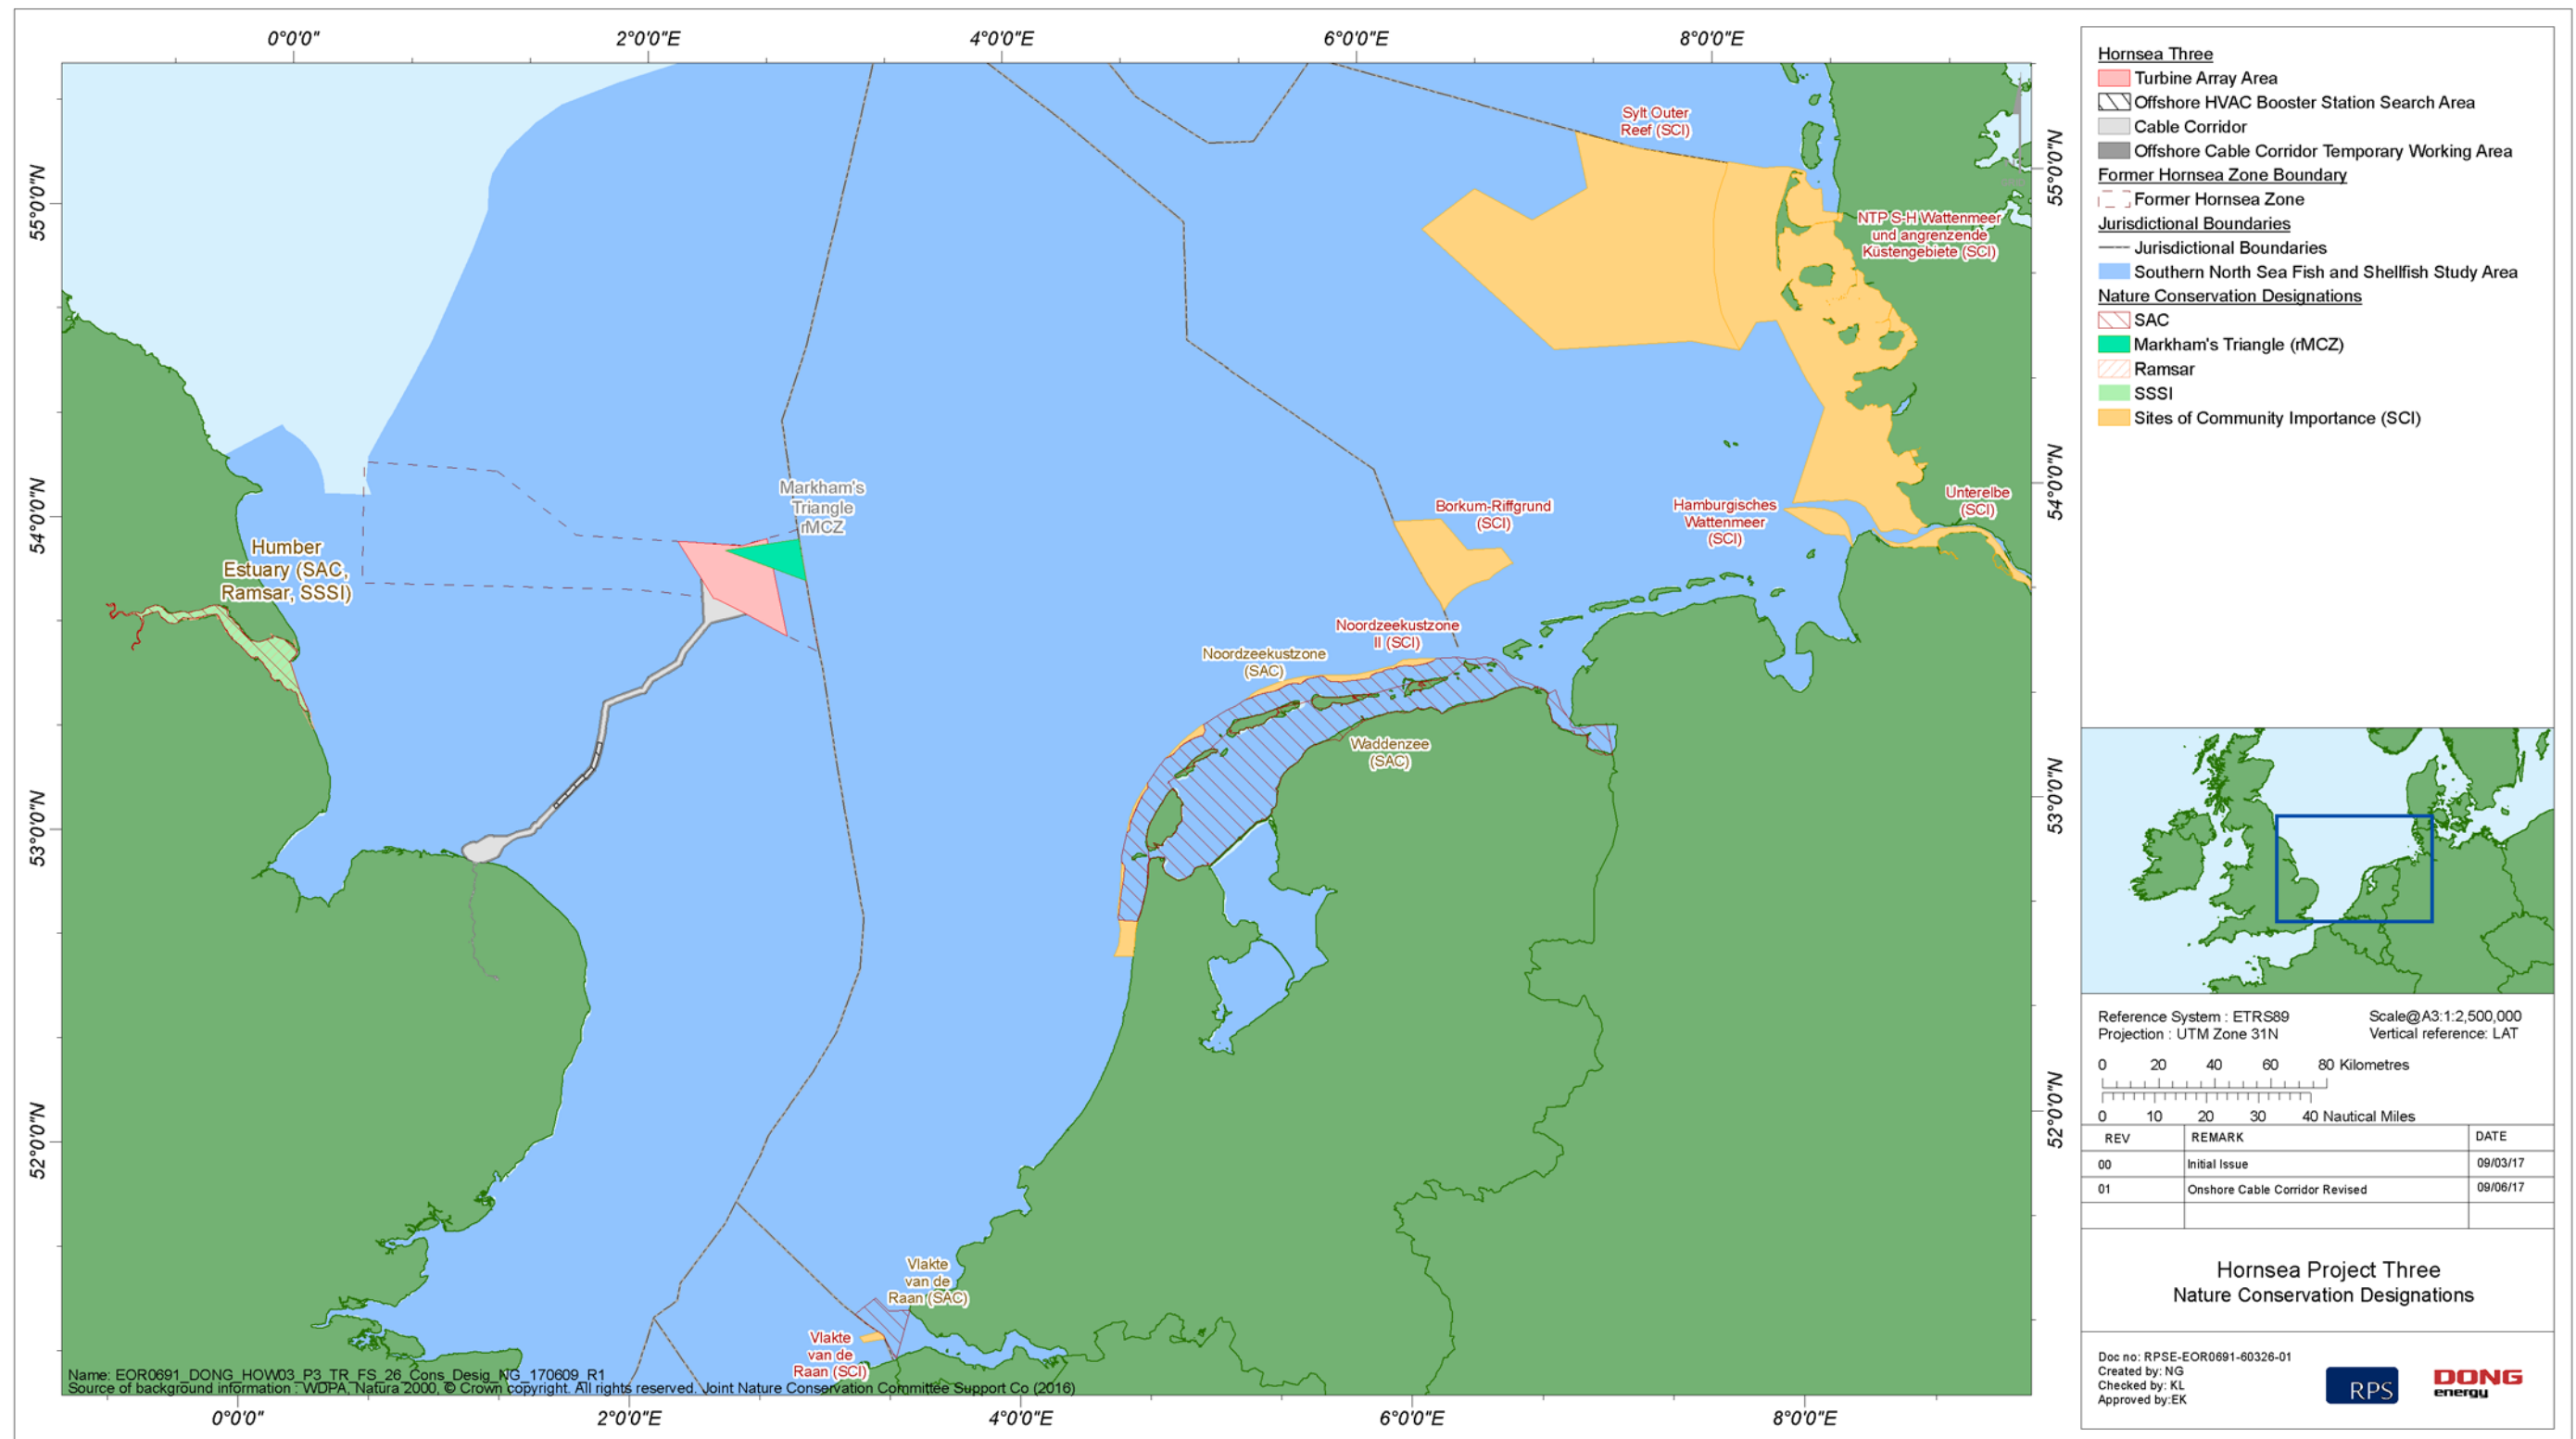 0°0'0"
2°0'0"E
4°0'0"E
6°0'0"E
8°0'0"E
55°0'0"N
54°0'0"N
53°0'0"N
52°0'0"N
55°0'0"N
54°0'0"N
53°0'0"N
52°0'0"N
Sylt Outer
Reef (SCI)
NTP S-H Wattenmeer
und angrenzende
Küstengebiete (SCI)
Markham's
Triangle
rMCZ
Borkum-Riffgrund
(SCI)
Hamburgisches
Wattenmeer
(SCI)
Unterelbe
(SCI)
Humber
Estuary (SAC,
Ramsar, SSSI)
Noordzeekustzone
II (SCI)
Noordzeekustzone
(SAC)
Waddenzee
(SAC)
Vlakte
van de
Raan (SAC)
Vlakte
van de
Raan (SCI)
Name: EOR0691_DONG_HOW03_P3_TR_FS_26_Cons_Desig_NG_170609_R1
Source of background information : WDPA, Natura 2000, © Crown copyright. All rights reserved. Joint Nature Conservation Committee Support Co (2016)
0°0'0"
2°0'0"E
4°0'0"E
6°0'0"E
8°0'0"E
Hornsea Three
Turbine Array Area
Offshore HVAC Booster Station Search Area
Cable Corridor
Offshore Cable Corridor Temporary Working Area
Former Hornsea Zone Boundary
Former Hornsea Zone
Jurisdictional Boundaries
Jurisdictional Boundaries
Southern North Sea Fish and Shellfish Study Area
Nature Conservation Designations
SAC
Markham's Triangle (rMCZ)
Ramsar
SSSI
Sites of Community Importance (SCI)
Reference System : ETRS89 Scale@A3:1:2,500,000
Projection : UTM Zone 31N Vertical reference: LAT
0 20 40 60 80 Kilometres
0 10 20 30 40 Nautical Miles
REV REMARK DATE
00 Initial Issue 09/03/17
01 Onshore Cable Corridor Revised 09/06/17
Hornsea Project Three
Nature Conservation Designations
Doc no: RPSE-EOR0691-60326-01
Created by: NG
Checked by: KL
Approved by:EK
RPS
DONG
energy